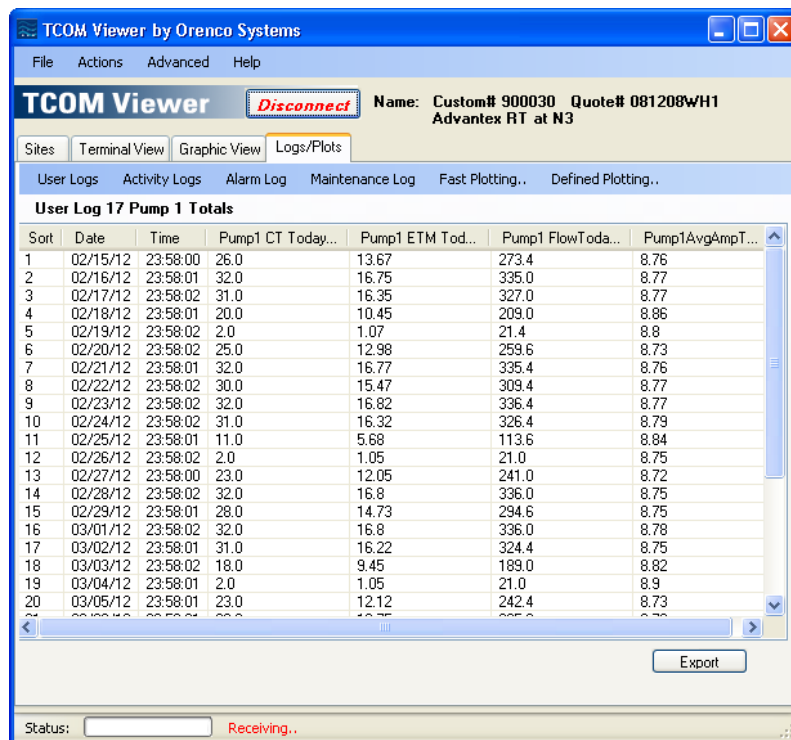 TCOM Viewer by Orenco Systems
File Actions Advanced Help
TCOM Viewer Disconnect Name: Custom# 900030 Quote# 081208WH1
Advantex RT at N3
Sites Terminal View Graphic View Logs/Plots
User Logs Activity Logs Alarm Log Maintenance Log Fast Plotting.. Defined Plotting..
User Log 17 Pump 1 Totals
Sort Date Time Pump1 CT Today... Pump1 ETM Tod... Pump1 FlowToda... Pump1AvgAmpT...
1 02/15/12 23:58:00 26.0 13.67 273.4 8.76
2 02/16/12 23:58:01 32.0 16.75 335.0 8.77
3 02/17/12 23:58:02 31.0 16.35 327.0 8.77
4 02/18/12 23:58:01 20.0 10.45 209.0 8.86
5 02/19/12 23:58:02 2.0 1.07 21.4 8.8
6 02/20/12 23:58:02 25.0 12.98 259.6 8.73
7 02/21/12 23:58:01 32.0 16.77 335.4 8.76
8 02/22/12 23:58:02 30.0 15.47 309.4 8.77
9 02/23/12 23:58:02 32.0 16.82 336.4 8.77
10 02/24/12 23:58:02 31.0 16.32 326.4 8.79
11 02/25/12 23:58:01 11.0 5.68 113.6 8.84
12 02/26/12 23:58:02 2.0 1.05 21.0 8.75
13 02/27/12 23:58:00 23.0 12.05 241.0 8.72
14 02/28/12 23:58:02 32.0 16.8 336.0 8.75
15 02/29/12 23:58:01 28.0 14.73 294.6 8.75
16 03/01/12 23:58:02 32.0 16.8 336.0 8.78
17 03/02/12 23:58:01 31.0 16.22 324.4 8.75
18 03/03/12 23:58:02 18.0 9.45 189.0 8.82
19 03/04/12 23:58:01 2.0 1.05 21.0 8.9
20 03/05/12 23:58:01 23.0 12.12 242.4 8.73
Export
Status: Receiving..